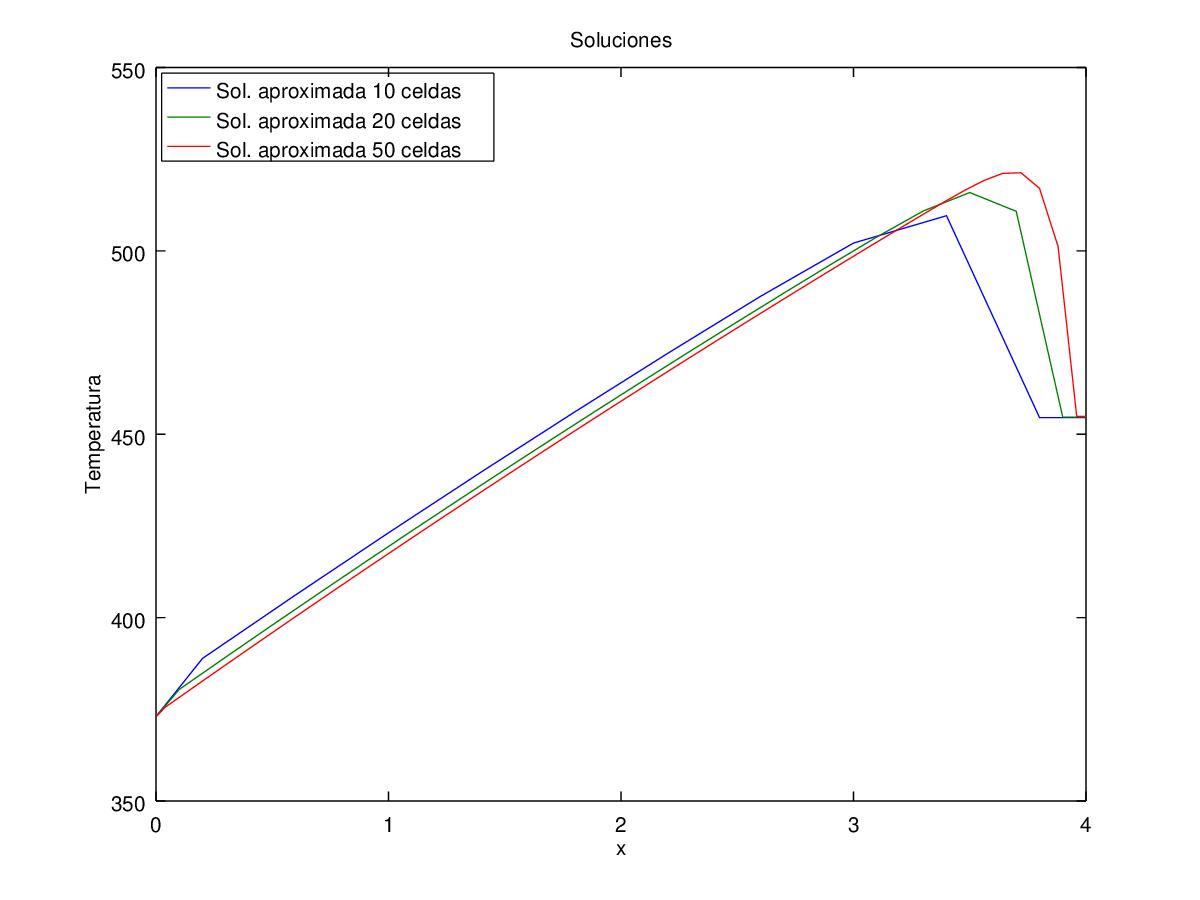 Soluciones
550
Sol. aproximada 10 celdas
Sol. aproximada 20 celdas
Sol. aproximada 50 celdas
500
450
Temperatura
400
350
0 1 2 3 4
x